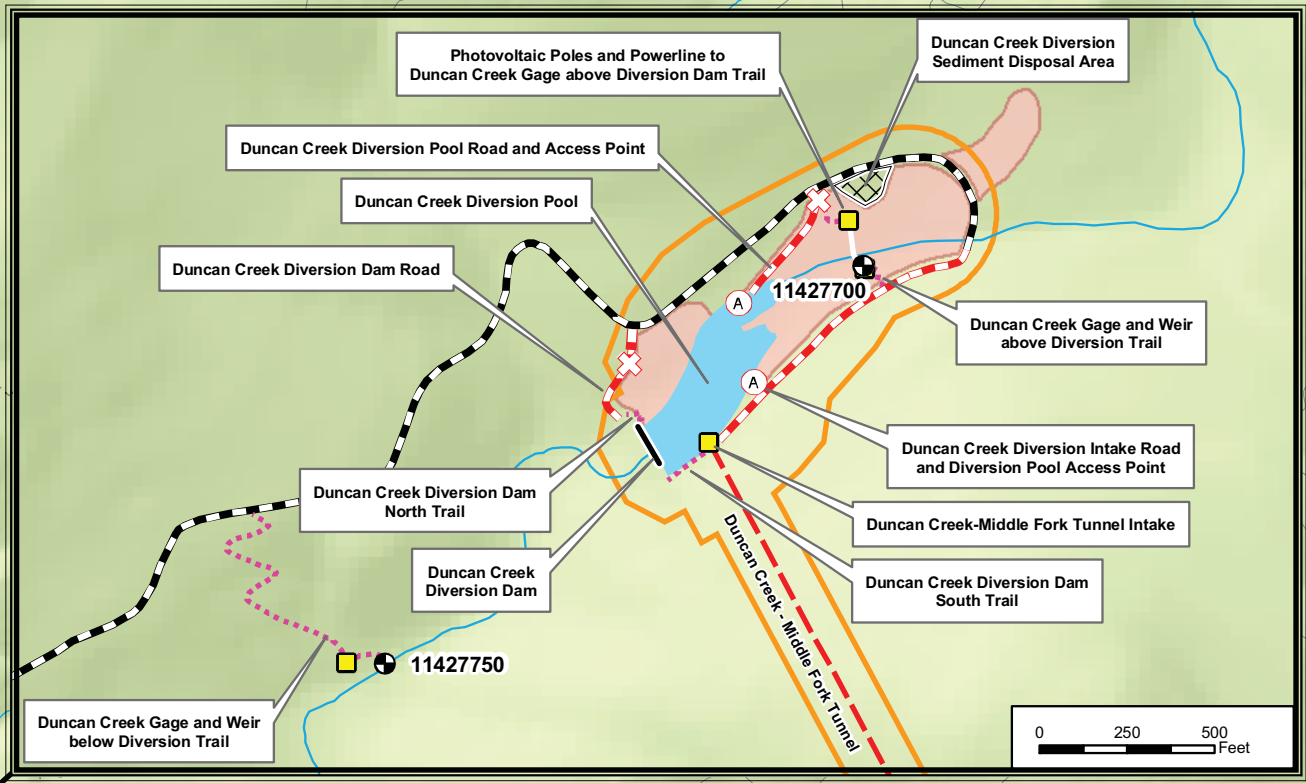 Photovoltaic Poles and Powerline to
Duncan Creek Gage above Diversion Dam Trail
Duncan Creek Diversion
Sediment Disposal Area
Duncan Creek Diversion Pool Road and Access Point
Duncan Creek Diversion Pool
Duncan Creek Diversion Dam Road
A
11427700
Duncan Creek Gage and Weir
above Diversion Trail
A
Duncan Creek Diversion Intake Road
and Diversion Pool Access Point
Duncan Creek Diversion Dam
North Trail
Duncan Creek-Middle Fork Tunnel Intake
Duncan Creek
Diversion Dam
Duncan Creek Diversion Dam
South Trail
Duncan Creek - Middle Fork Tunnel
11427750
Duncan Creek Gage and Weir
below Diversion Trail
0 250 500
Feet